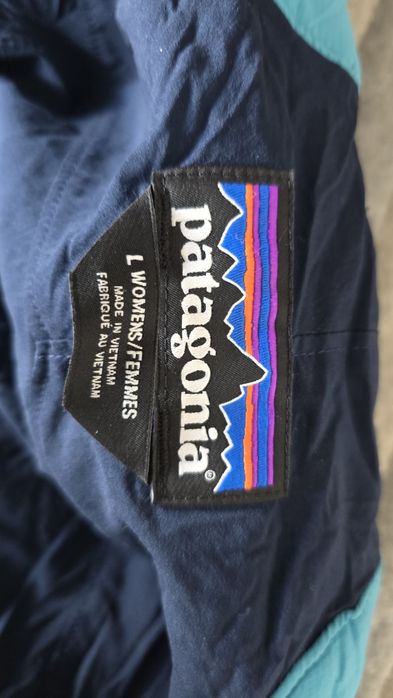 patagonia®
L WOMENS/FEMMES
MADE IN VIETNAM
FABRIQUÉ AU VIETNAM